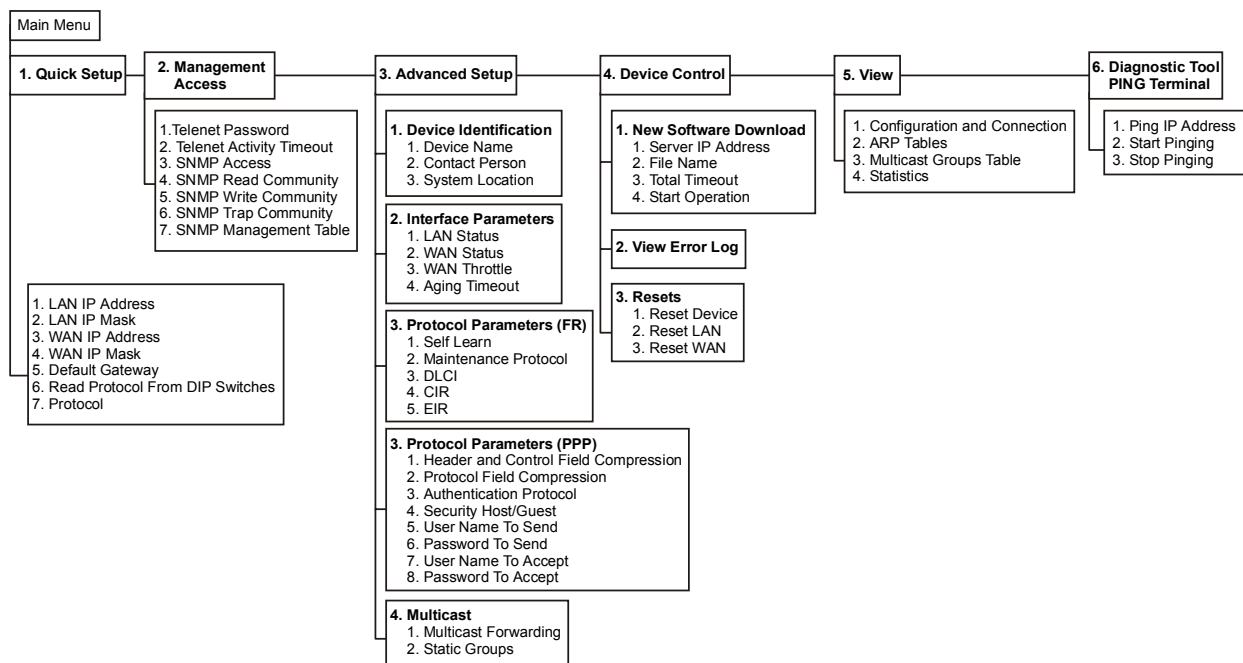 Main Menu
1. Quick Setup
2. Management
Access
3. Advanced Setup
4. Device Control
5. View
6. Diagnostic Tool
PING Terminal
1.Telenet Password
2. Telenet Activity Timeout
3. SNMP Access
4. SNMP Read Community
5. SNMP Write Community
6. SNMP Trap Community
7. SNMP Management Table
1. LAN IP Address
2. LAN IP Mask
3. WAN IP Address
4. WAN IP Mask
5. Default Gateway
6. Read Protocol From DIP Switches
7. Protocol
1. Device Identification
1. Device Name
2. Contact Person
3. System Location
2. Interface Parameters
1. LAN Status
2. WAN Status
3. WAN Throttle
4. Aging Timeout
3. Protocol Parameters (FR)
1. Self Learn
2. Maintenance Protocol
3. DLCI
4. CIR
5. EIR
3. Protocol Parameters (PPP)
1. Header and Control Field Compression
2. Protocol Field Compression
3. Authentication Protocol
4. Security Host/Guest
5. User Name To Send
6. Password To Send
7. User Name To Accept
8. Password To Accept
4. Multicast
1. Multicast Forwarding
2. Static Groups
1. New Software Download
1. Server IP Address
2. File Name
3. Total Timeout
4. Start Operation
2. View Error Log
3. Resets
1. Reset Device
2. Reset LAN
3. Reset WAN
1. Configuration and Connection
2. ARP Tables
3. Multicast Groups Table
4. Statistics
1. Ping IP Address
2. Start Pinging
3. Stop Pinging